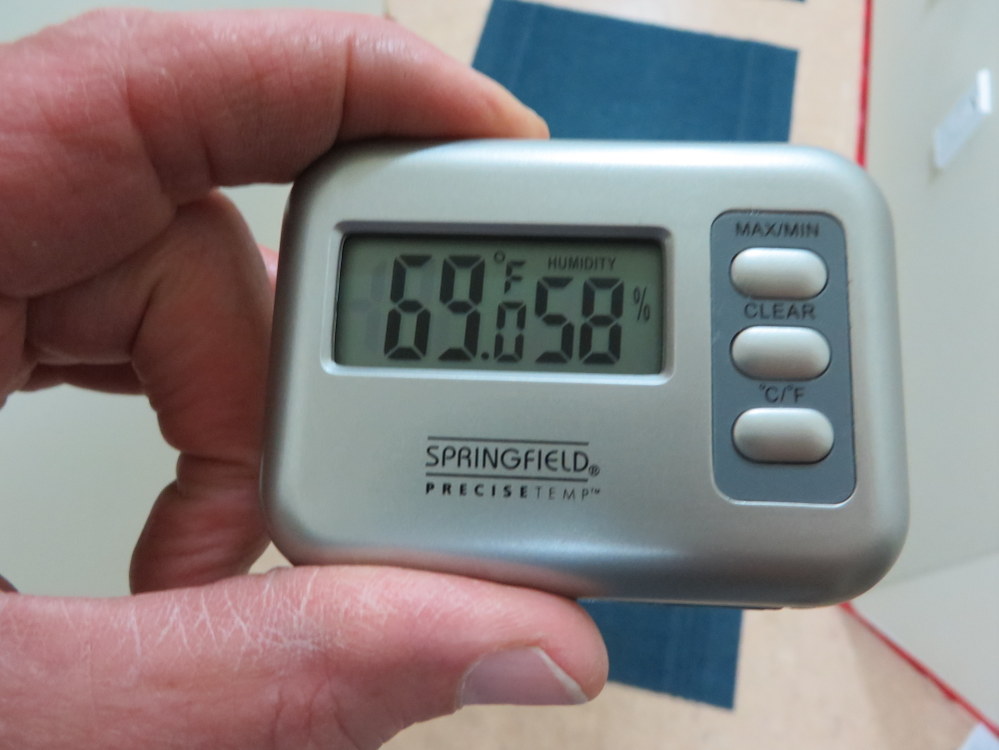 69.0 °F HUMIDITY 58 %
MAX/MIN
CLEAR
°C/°F
SPRINGFIELD®
PRECISETEMP™